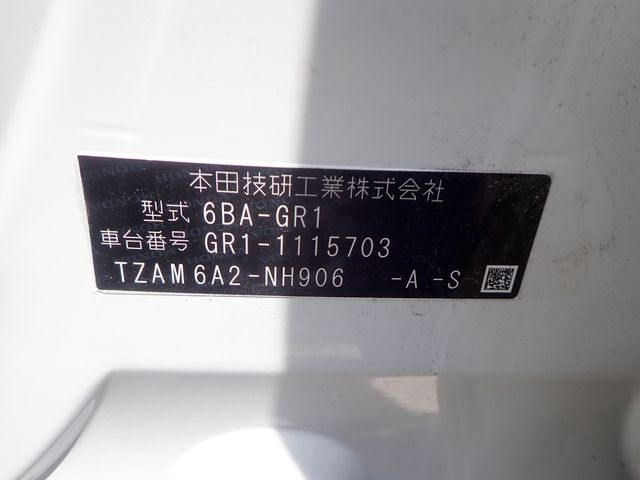 本田技研工業株式会社
型式 6BA-GR1
車台番号 GR1-1115703
TZAM6A2-NH906 -A -S